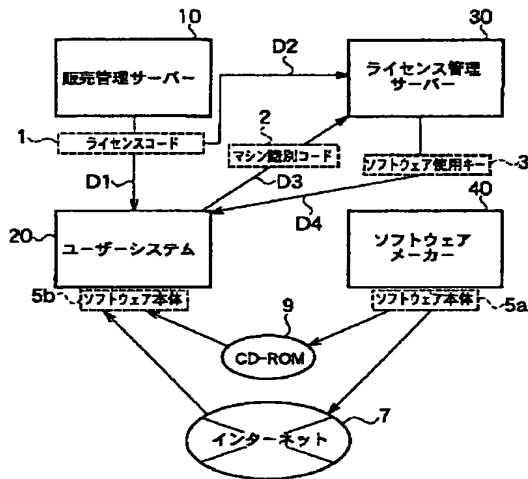 10
30
D2
販売管理サーバー
ライセンス管理
サーバー
1
ライセンスコード
2
マシン識別コード
ソフトウェア使用キー
3
D1
D3
D4
20
40
ユーザーシステム
ソフトウェア
メーカー
5b
ソフトウェア本体
ソフトウェア本体
5a
9
CD-ROM
7
インターネット